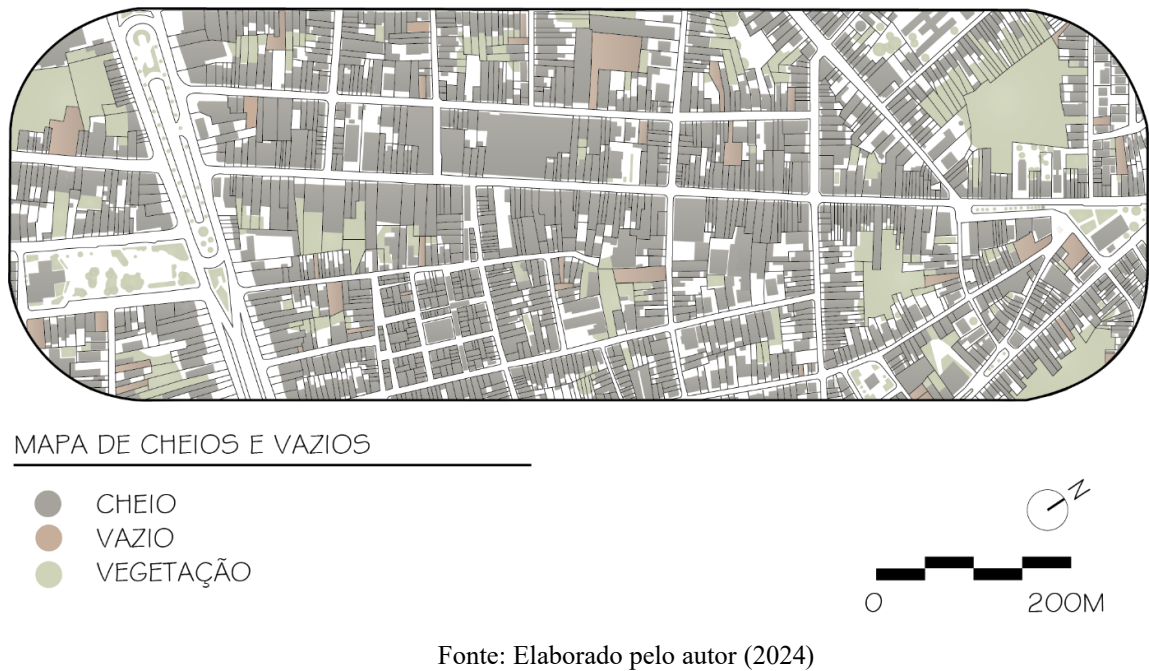 MAPA DE CHEIOS E VAZIOS
CHEIO
VAZIO
VEGETAÇÃO
N
0 200M
Fonte: Elaborado pelo autor (2024)